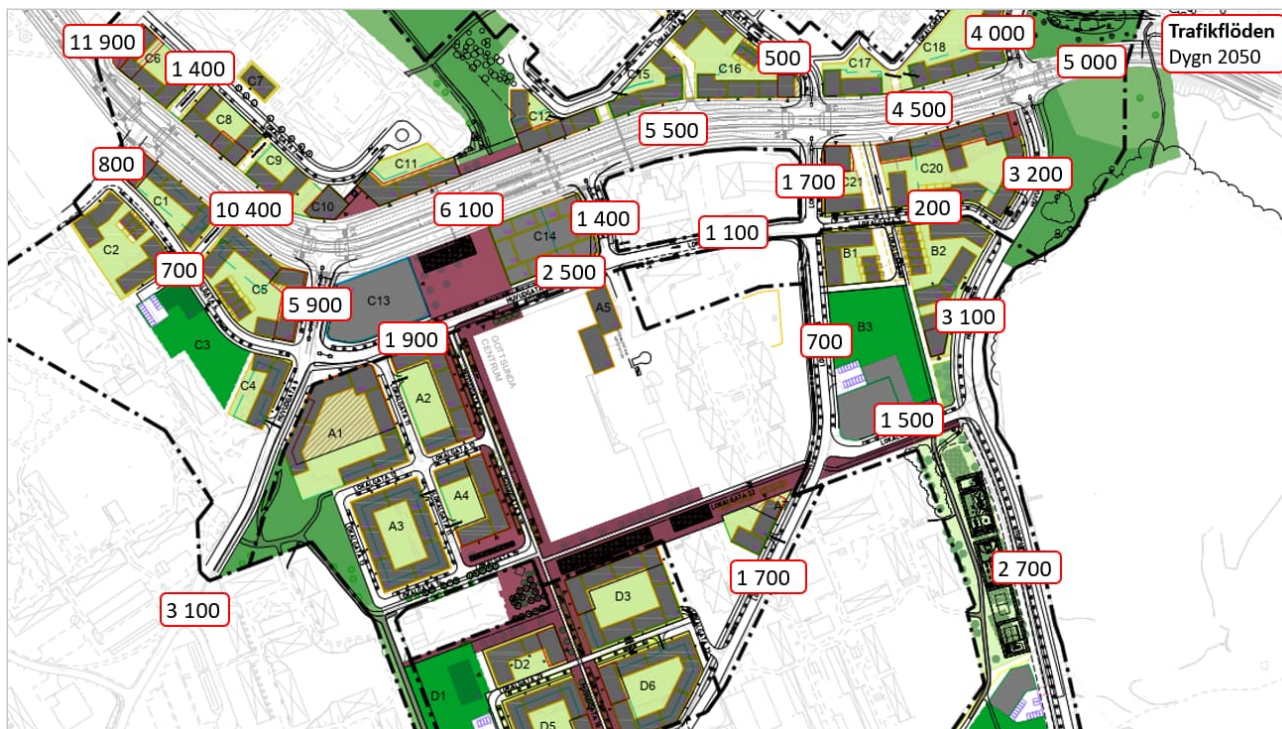 Trafikflöden
Dygn 2050
11 900
C6
1 400
C7
C15
C16
500
C17
C18
4 000
5 000
C8
C12
5 500
4 500
C9
C11
C20
800
C1
10 400
C10
6 100
C14
1 400
1 700
C21
3 200
200
C2
1 100
B1
B2
700
C5
2 500
5 900
C13
HUVUDGATA
A5
B3
1 900
GOTTSUNDA
CENTRUM
700
3 100
C3
C4
A2
1 500
A1
A4
LOKALGATA
A3
LOKALGATA
3 100
1 700
2 700
D3
D2
D1
D6
D5